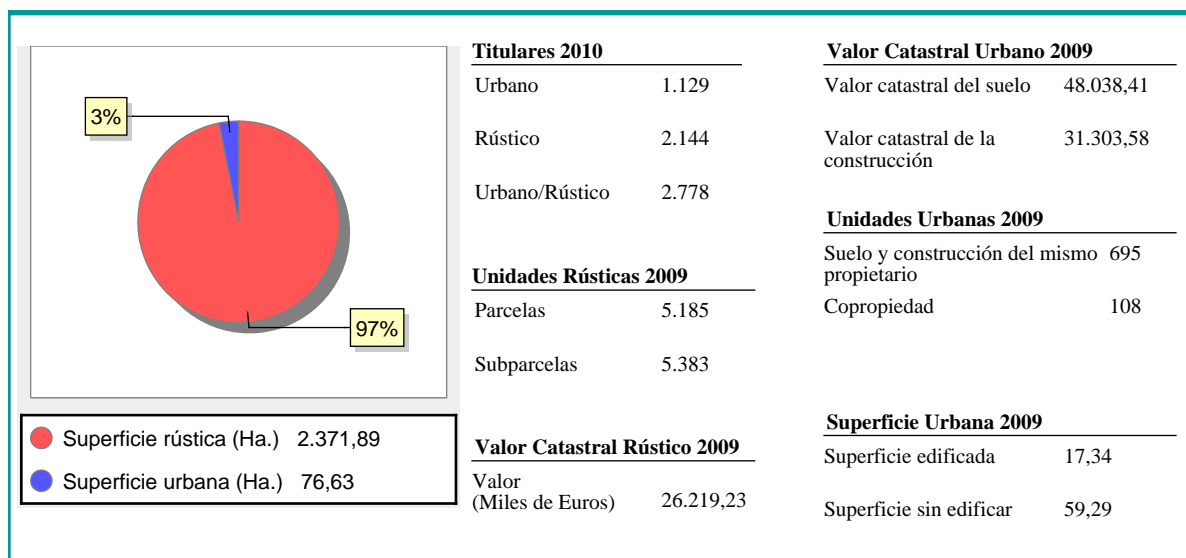 3%
97%
Superficie rústica (Ha.) 2.371,89
Superficie urbana (Ha.) 76,63
Titulares 2010
Urbano 1.129
Rústico 2.144
Urbano/Rústico 2.778
Unidades Rústicas 2009
Parcelas 5.185
Subparcelas 5.383
Valor Catastral Rústico 2009
Valor
(Miles de Euros) 26.219,23
Valor Catastral Urbano 2009
Valor catastral del suelo 48.038,41
Valor catastral de la 31.303,58
construcción
Unidades Urbanas 2009
Suelo y construcción del mismo 695
propietario
Copropiedad 108
Superficie Urbana 2009
Superficie edificada 17,34
Superficie sin edificar 59,29